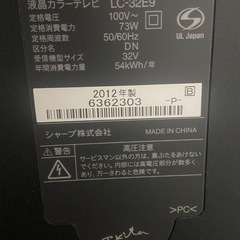 液晶カラーテレビ LC-32E9
定格電圧 100V~
定格消費電力 73W
定格周波数 50/60Hz
区分名 DN
受信機型サイズ 32V
年間消費電力量 54kWh/年
UL Japan
2012年製 B
6362303 -P-
シャープ株式会社 MADE IN CHINA
高圧注意
サービスマン以外の方は、裏ぶたをあけないで
ください。内部には高電圧部分が数多く
あり、万一さわると危険です。
>PC<